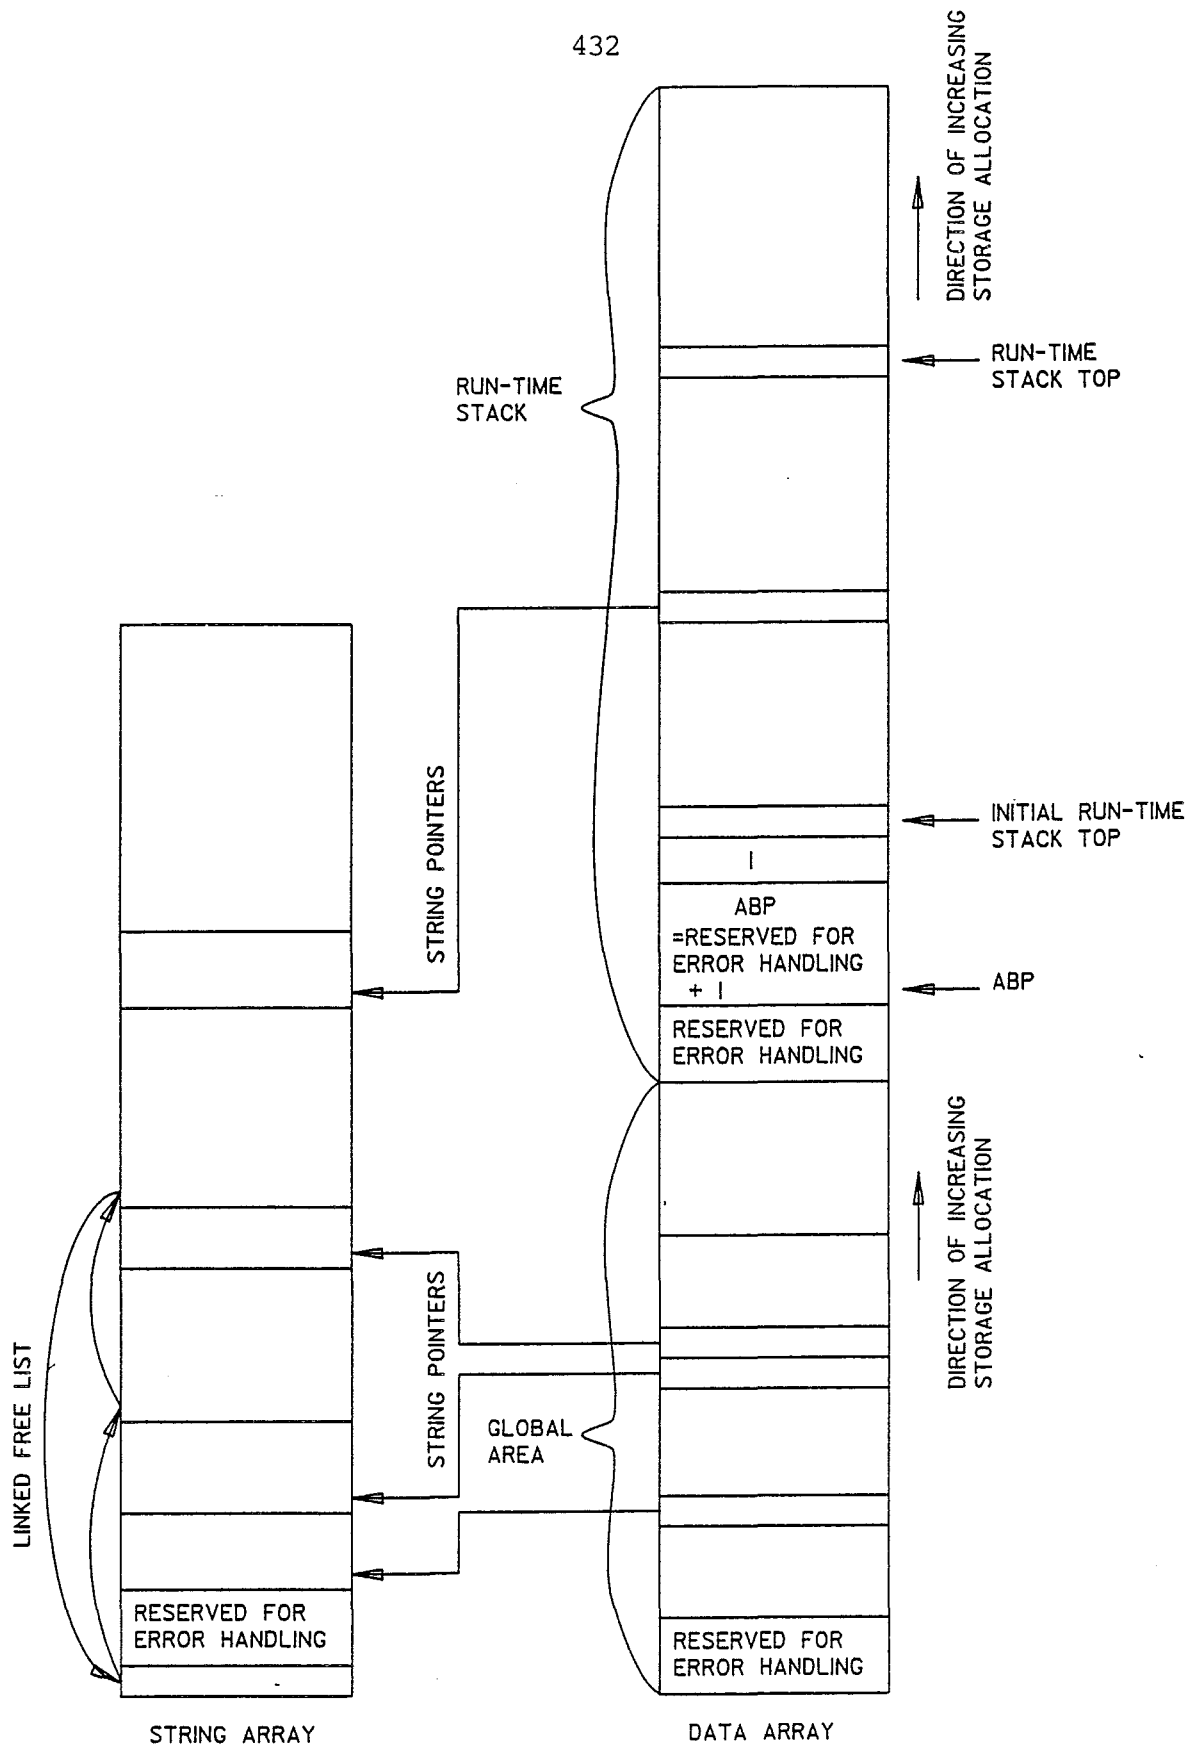 432
DIRECTION OF INCREASING
STORAGE ALLOCATION
RUN-TIME
STACK TOP
RUN-TIME
STACK
STRING POINTERS
INITIAL RUN-TIME
STACK TOP
I
ABP
=RESERVED FOR
ERROR HANDLING
+ I
ABP
RESERVED FOR
ERROR HANDLING
DIRECTION OF INCREASING
STORAGE ALLOCATION
STRING POINTERS
GLOBAL
AREA
LINKED FREE LIST
RESERVED FOR
ERROR HANDLING
RESERVED FOR
ERROR HANDLING
STRING ARRAY
DATA ARRAY